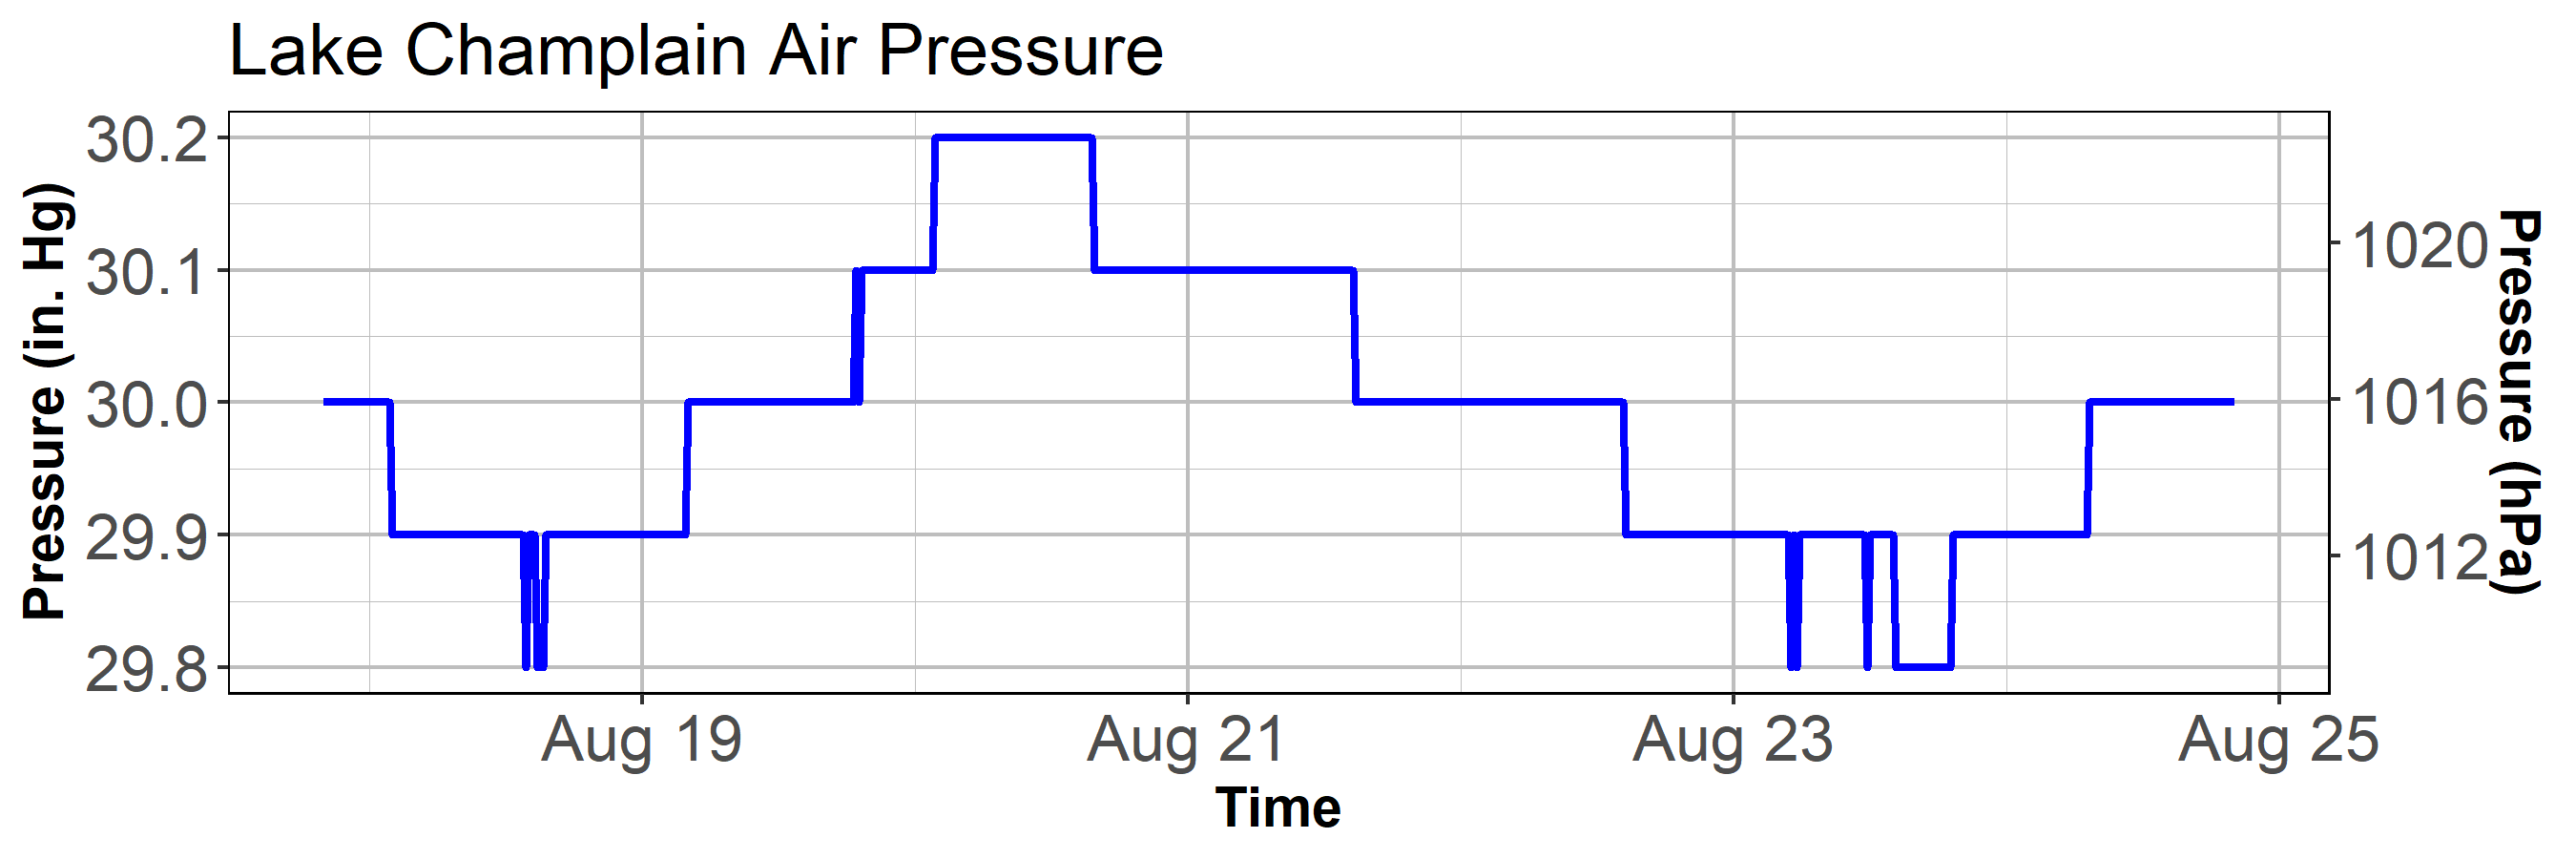 Lake Champlain Air Pressure
30.2
30.1
30.0
29.9
29.8
Pressure (in. Hg)
1020
1016
1012
Pressure (hPa)
Aug 19
Aug 21
Aug 23
Aug 25
Time